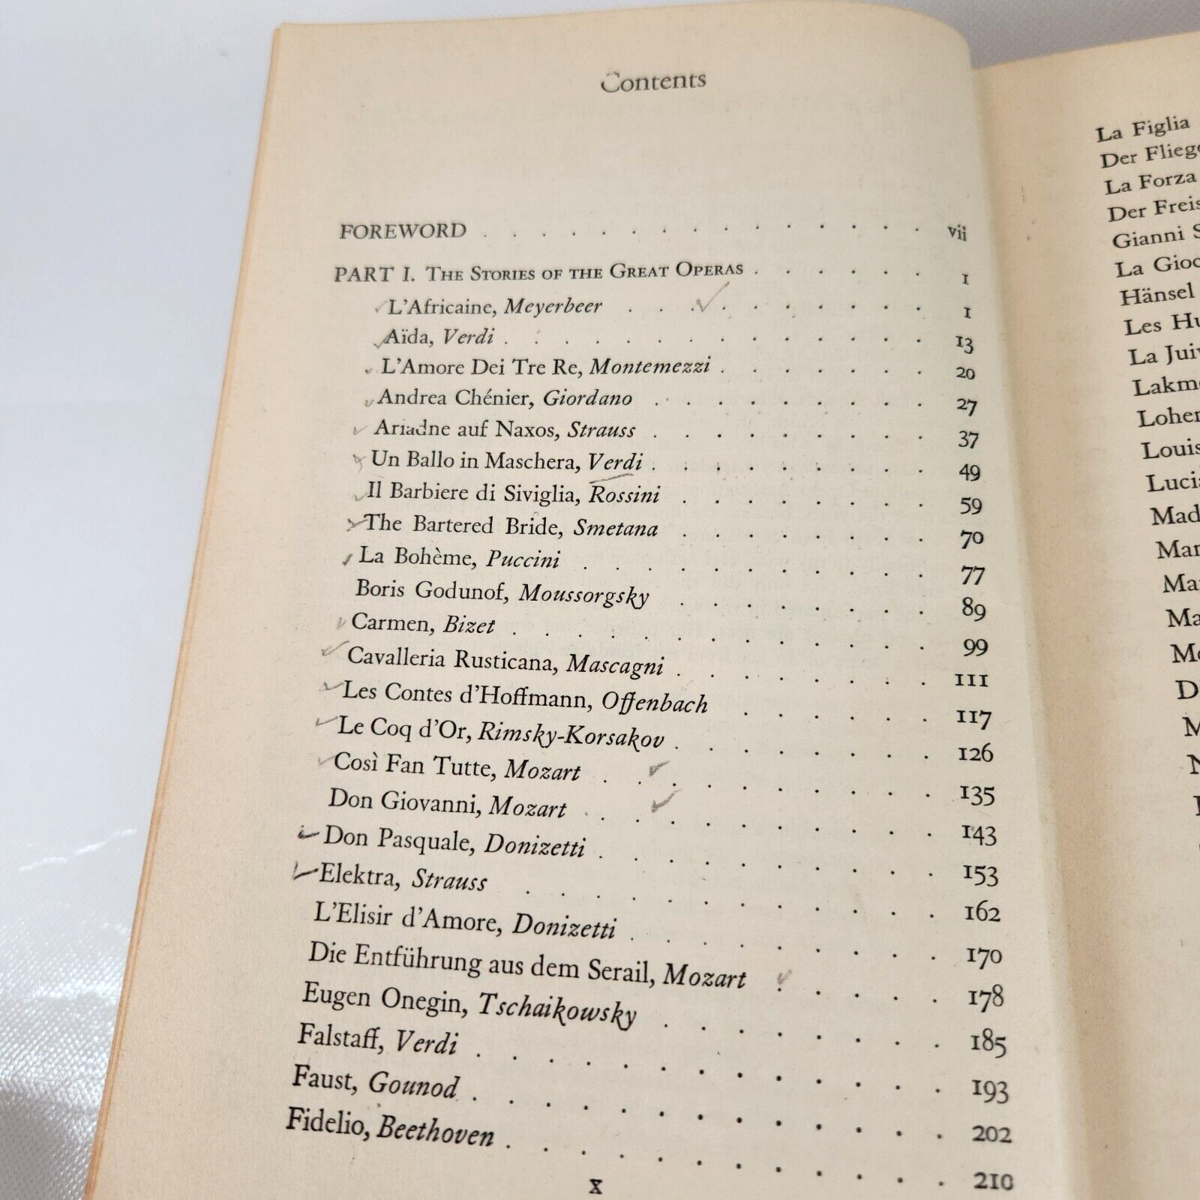 Contents
FOREWORD . . . . . . . . . . . . . vii
PART I. THE STORIES OF THE GREAT OPERAS . . . . . . 1
L'Africaine, Meyerbeer . . . . . . . . . 1
Aïda, Verdi . . . . . . . . . . . . 13
L'Amore Dei Tre Re, Montemezzi . . . . . . . 20
Andrea Chénier, Giordano . . . . . . . . 27
Ariadne auf Naxos, Strauss . . . . . . . . 37
Un Ballo in Maschera, Verdi . . . . . . . . 49
Il Barbiere di Siviglia, Rossini . . . . . . . 59
The Bartered Bride, Smetana . . . . . . . 70
La Bohème, Puccini . . . . . . . . . 77
Boris Godunof, Moussorgsky . . . . . . . 89
Carmen, Bizet . . . . . . . . . . 99
Cavalleria Rusticana, Mascagni . . . . . . . 111
Les Contes d'Hoffmann, Offenbach . . . . . 117
Le Coq d'Or, Rimsky-Korsakov . . . . . . . 126
Così Fan Tutte, Mozart . . . . . . . . 135
Don Giovanni, Mozart . . . . . . . . 143
Don Pasquale, Donizetti . . . . . . . . 153
Elektra, Strauss . . . . . . . . . 162
L'Elisir d'Amore, Donizetti . . . . . . . 170
Die Entführung aus dem Serail, Mozart . . . . . 178
Eugen Onegin, Tschaikowsky . . . . . . . 185
Falstaff, Verdi . . . . . . . . . . 193
Faust, Gounod . . . . . . . . . . 202
Fidelio, Beethoven . . . . . . . . . 210
X
La Figlia
Der Fliege
La Forza
Der Freis
Gianni S
La Gioc
Hänsel
Les Hu
La Juiv
Lakm
Lohen
Louis
Lucia
Mad
Man
Ma
Ma
Me
D
M
N